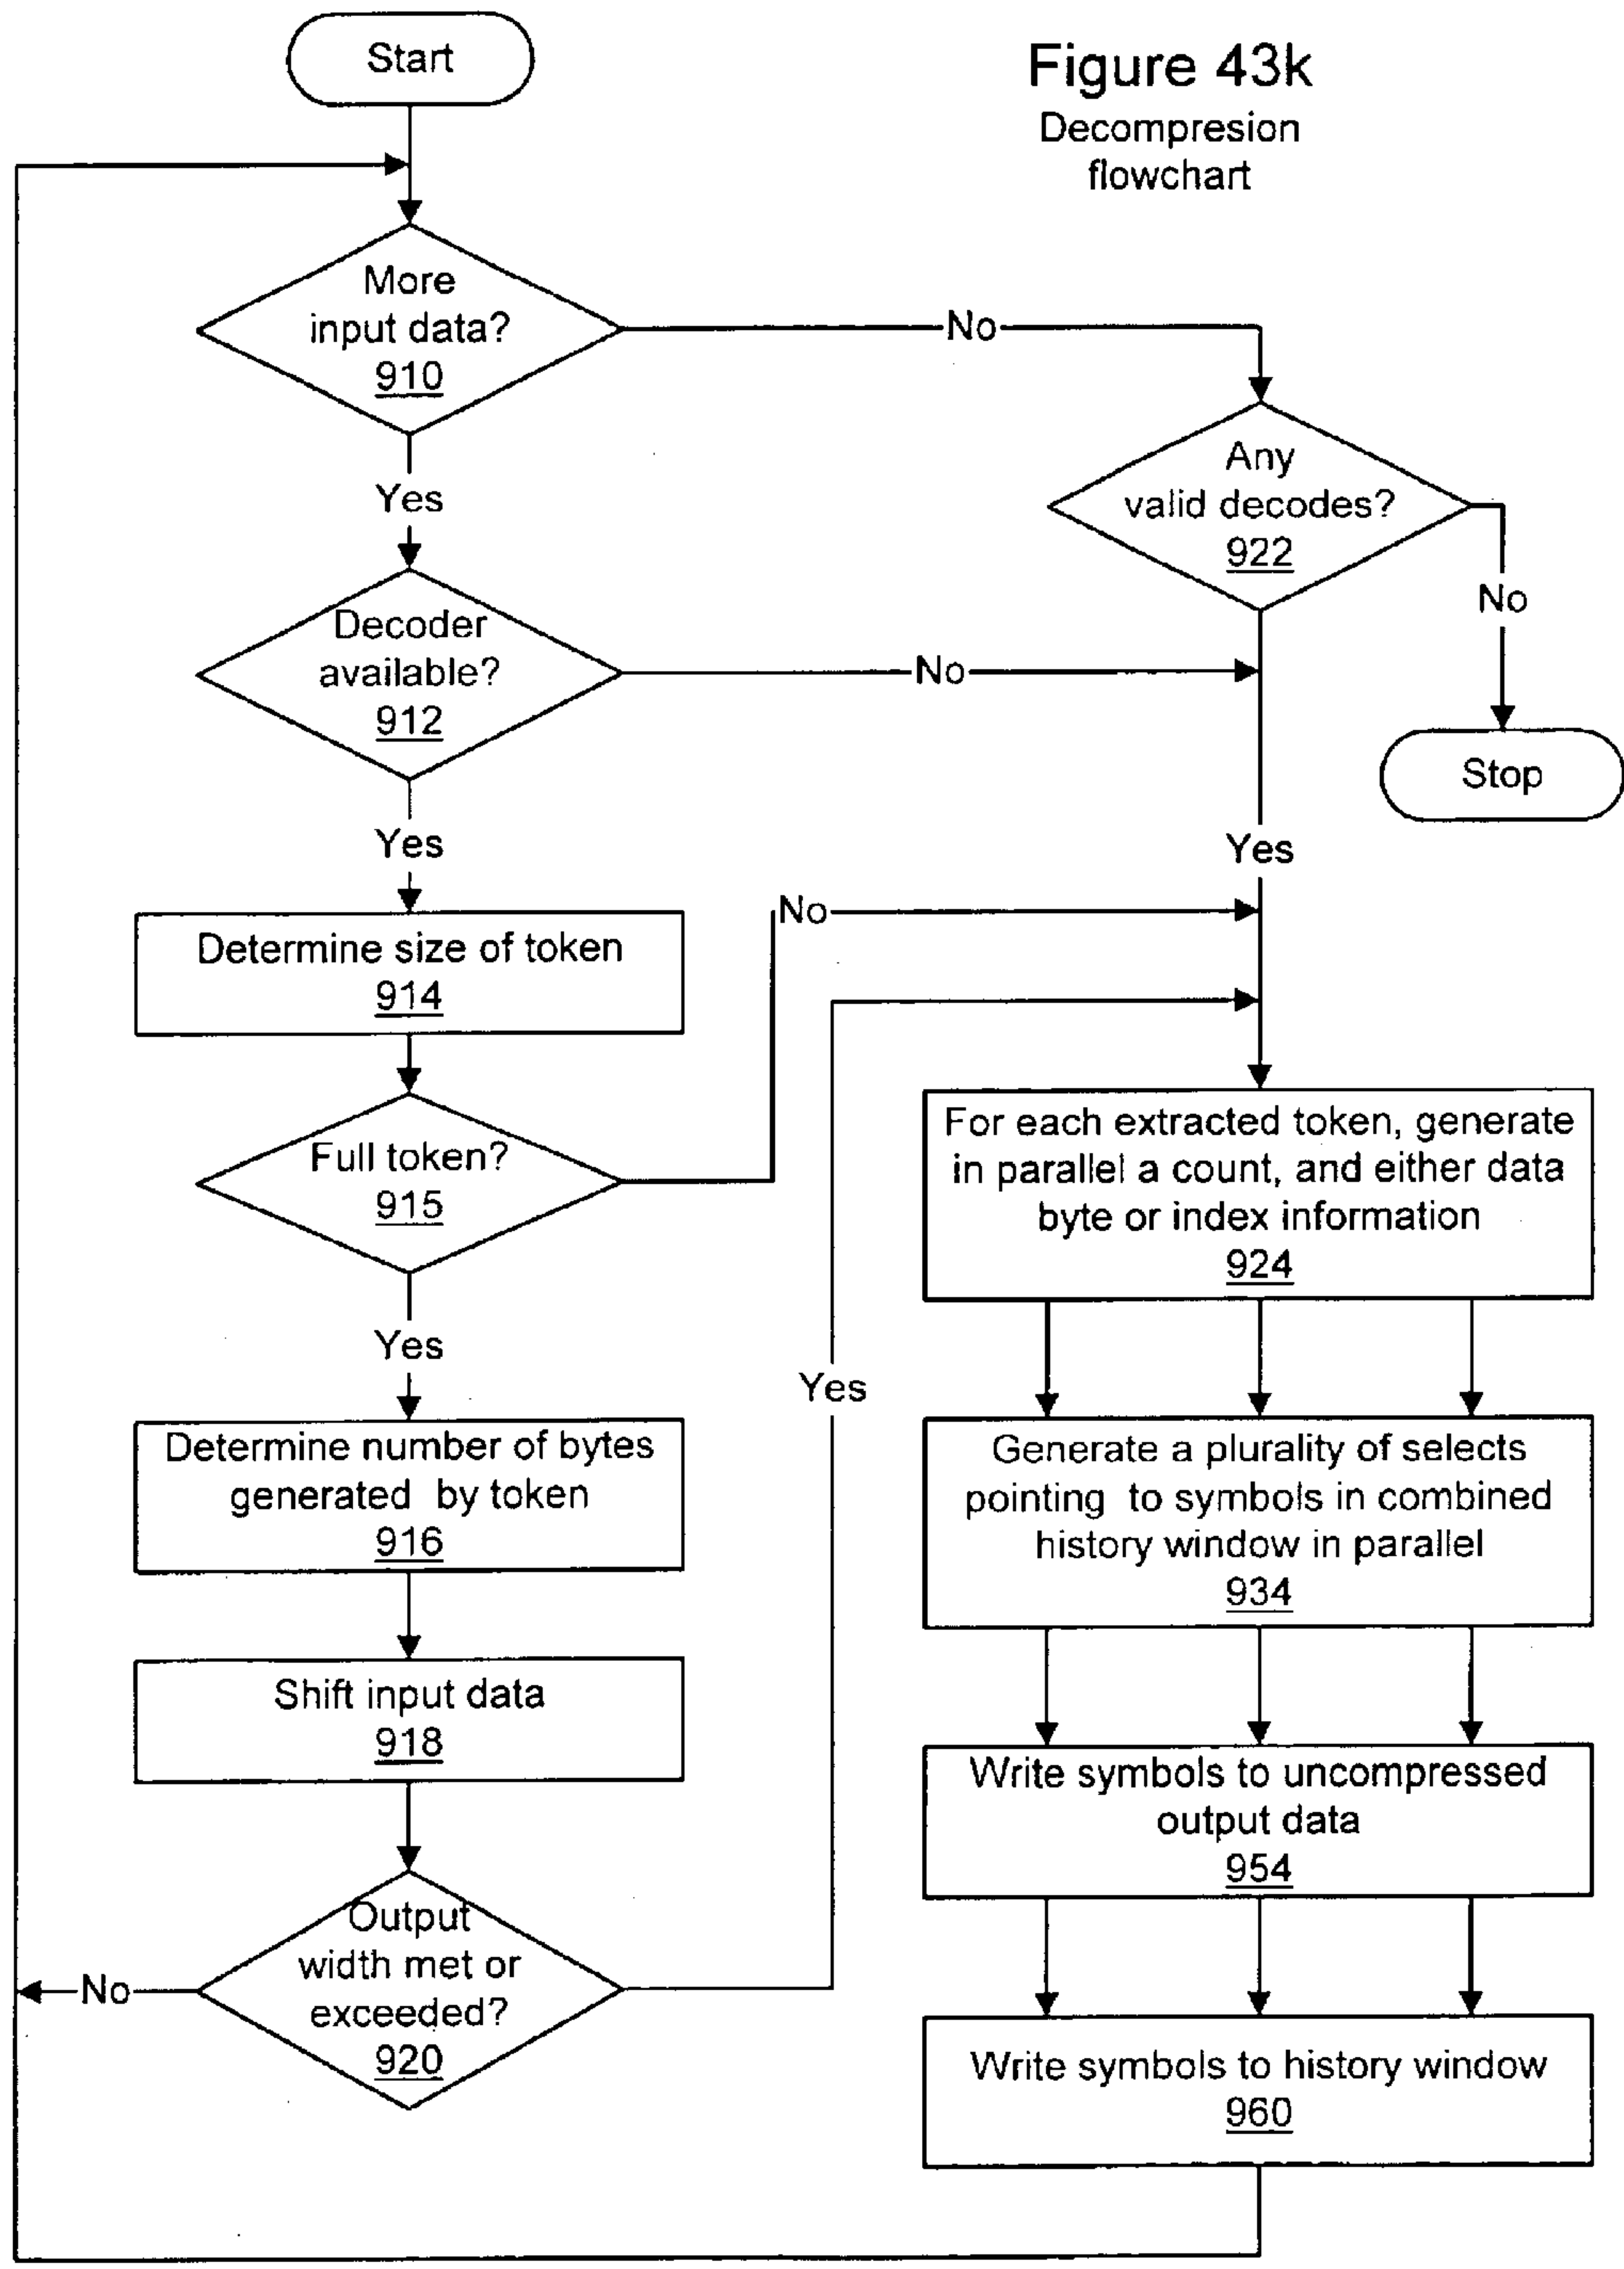 Start
Figure 43k
Decompresion
flowchart
More
input data?
910
No
Yes
Any
valid decodes?
922
No
Stop
Decoder
available?
912
No
Yes
Yes
Determine size of token
914
No
Full token?
915
Yes
Yes
For each extracted token, generate
in parallel a count, and either data
byte or index information
924
Determine number of bytes
generated by token
916
Generate a plurality of selects
pointing to symbols in combined
history window in parallel
934
Shift input data
918
Write symbols to uncompressed
output data
954
Output
width met or
exceeded?
920
No
Write symbols to history window
960